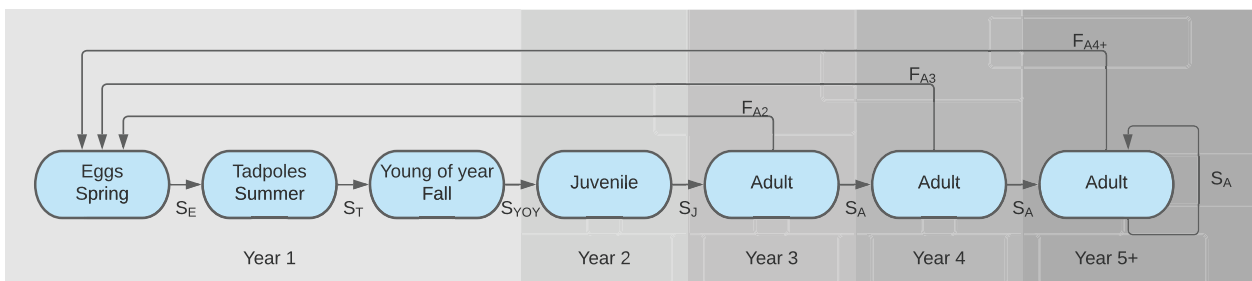 F_A4+
F_A3
F_A2
Eggs
Spring
Tadpoles
Summer
Young of year
Fall
Juvenile
Adult
Adult
Adult
S_E
S_T
S_YOY
S_J
S_A
S_A
S_A
Year 1
Year 2
Year 3
Year 4
Year 5+